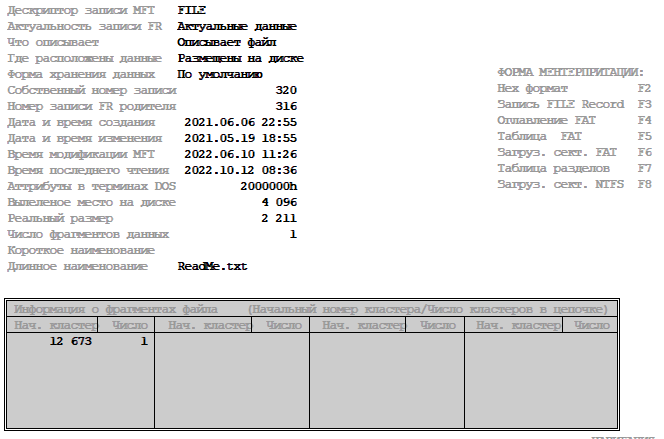 Дескриптор записи MFT FILE
Актуальность записи FR Актуальные данные
Что описывает Описывает файл
Где расположены данные Размещены на диске
Форма хранения данных По умолчанию
Собственный номер записи 320
Номер записи FR родителя 316
Дата и время создания 2021.06.06 22:55
Дата и время изменения 2021.05.19 18:55
Время модификации MFT 2022.06.10 11:26
Время последнего чтения 2022.10.12 08:36
Аттрибуты в терминах DOS 2000000h
Вылеленое место на диске 4 096
Реальный размер 2 211
Число фрагментов данных 1
Короткое наименование
Длинное наименование ReadMe.txt
ФОРМА ИЕНТЕРПРИТАЦИИ:
Hex формат F2
Запись FILE Record F3
Оплавление FAT F4
Таблица FAT F5
Загруз. сект. FAT F6
Таблица разделов F7
Загруз. сект. NTFS F8
Информация о фрагментах файла (Начальный номер кластера/Число кластеров в цепочке)
Нач. кластер Число Нач. кластер Число Нач. кластер Число Нач. кластер Число
12 673 1